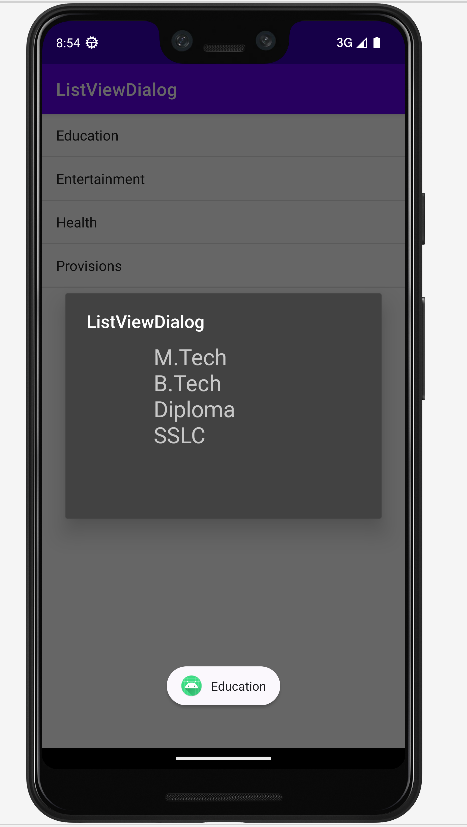 8:54
3G
ListViewDialog
Education
Entertainment
Health
Provisions
ListViewDialog
M.Tech
B.Tech
Diploma
SSLC
Education